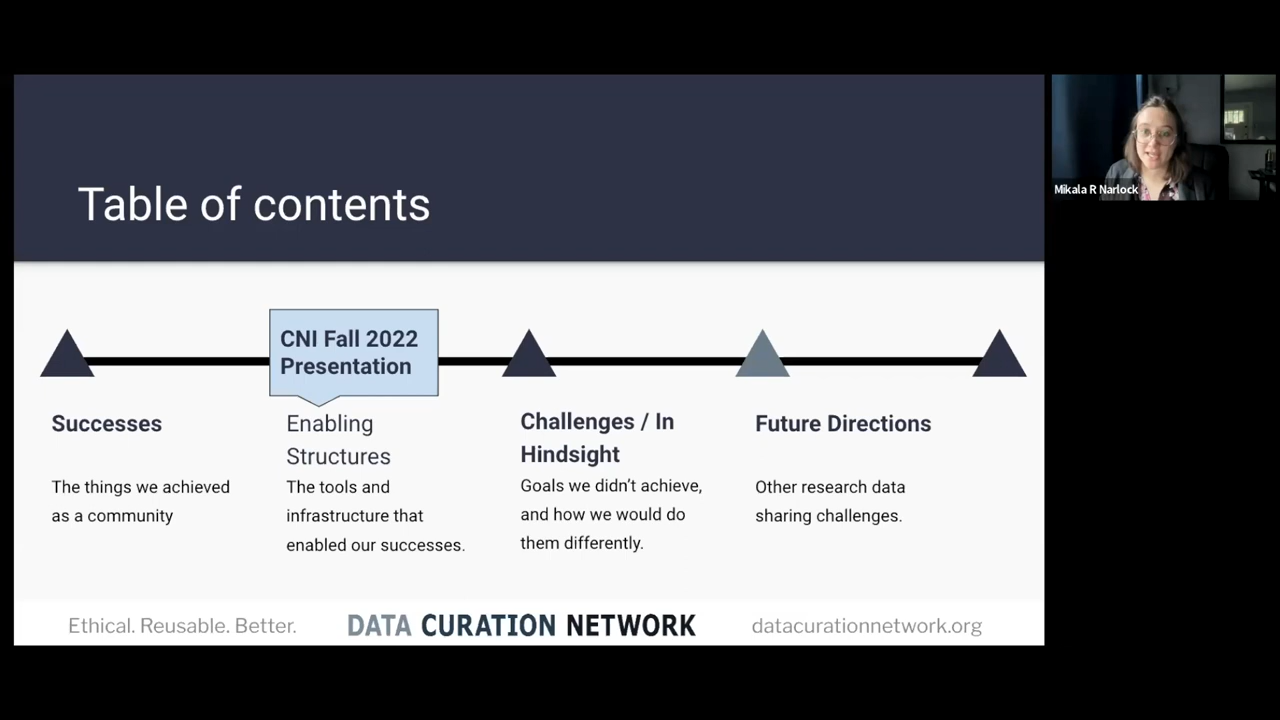 Table of contents
Mikala R Narlock
CNI Fall 2022
Presentation
Successes
The things we achieved
as a community
Enabling
Structures
The tools and
infrastructure that
enabled our successes.
Challenges / In
Hindsight
Goals we didn't achieve,
and how we would do
them differently.
Future Directions
Other research data
sharing challenges.
Ethical. Reusable. Better.
DATA CURATION NETWORK
datacurationnetwork.org